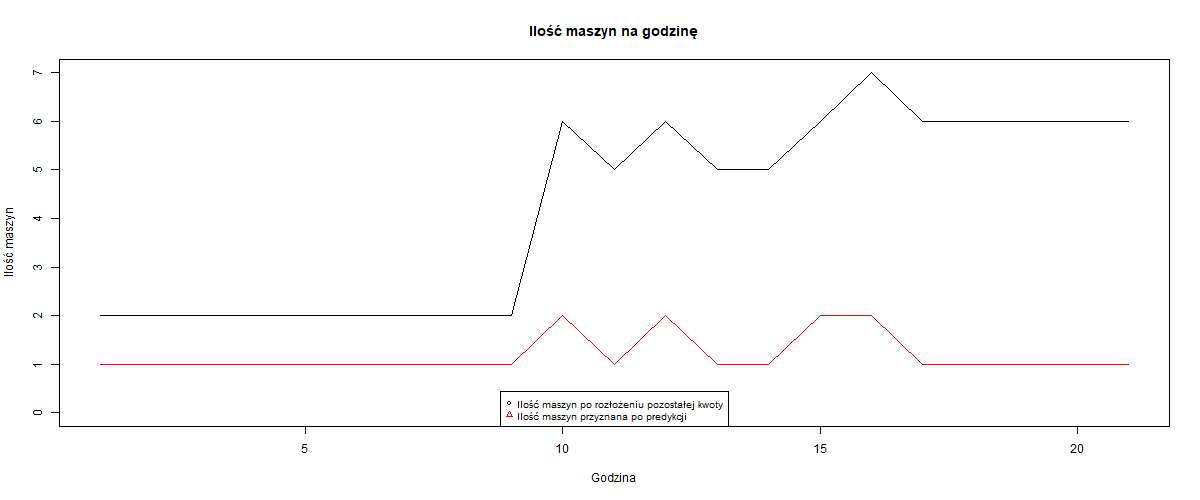 Ilość maszyn na godzinę
Ilość maszyn
7
6
5
4
3
2
1
0
Ilość maszyn po rozłożeniu pozostałej kwoty
Ilość maszyn przyznana po predykcji
5 10 15 20
Godzina